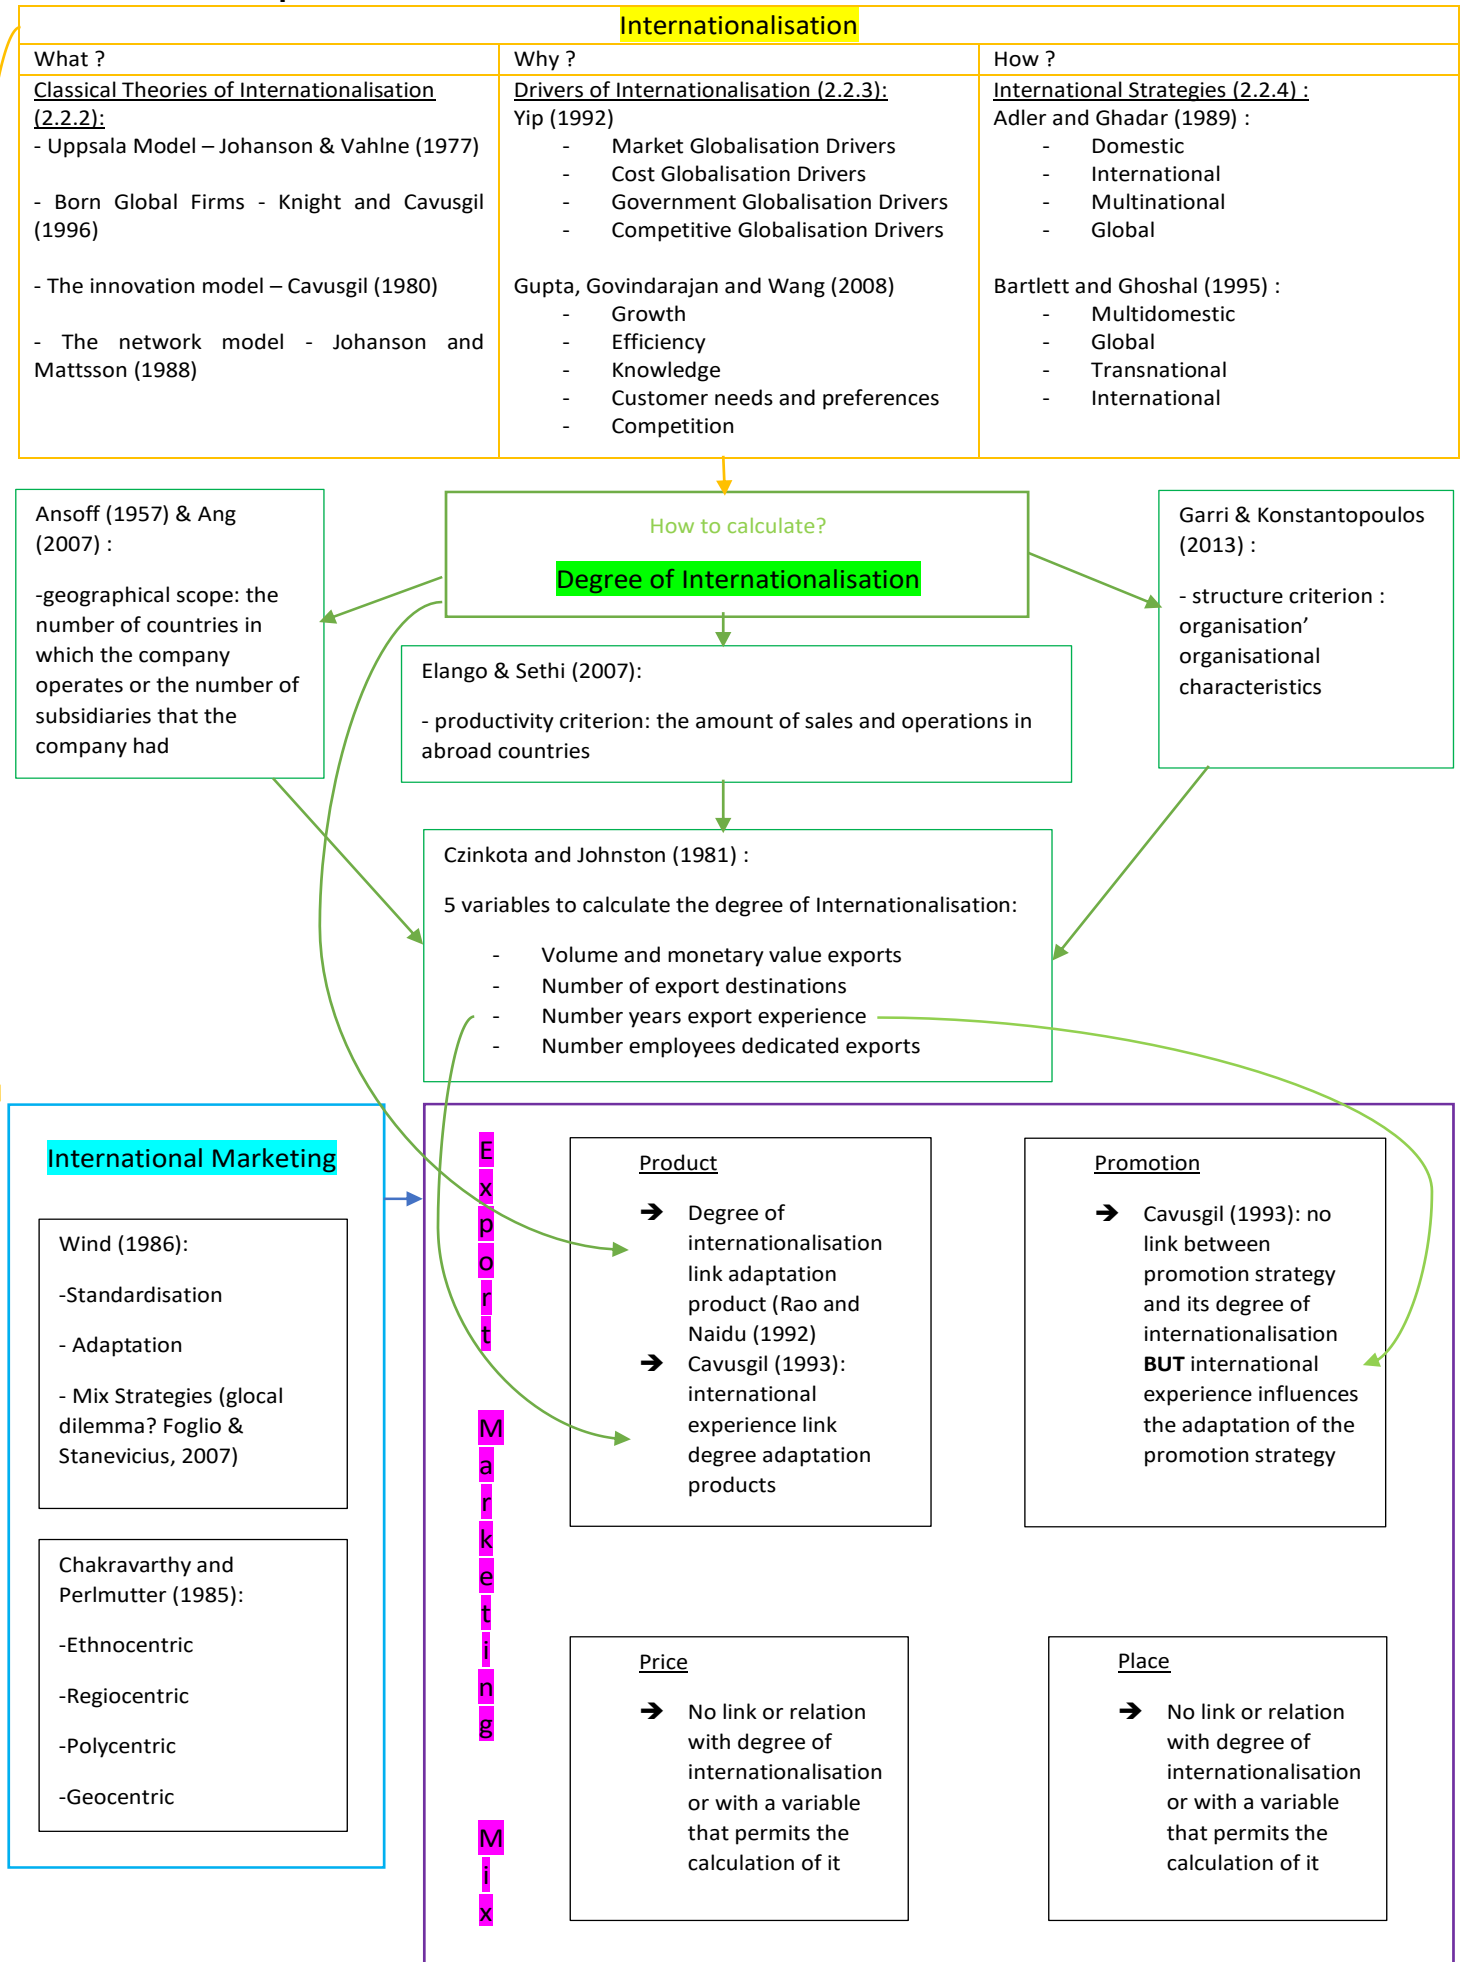 Internationalisation
What ?
Classical Theories of Internationalisation
(2.2.2):
- Uppsala Model – Johanson & Vahlne (1977)
- Born Global Firms - Knight and Cavusgil
(1996)
- The innovation model – Cavusgil (1980)
- The network model - Johanson and
Mattsson (1988)
Why ?
Drivers of Internationalisation (2.2.3):
Yip (1992)
- Market Globalisation Drivers
- Cost Globalisation Drivers
- Government Globalisation Drivers
- Competitive Globalisation Drivers
Gupta, Govindarajan and Wang (2008)
- Growth
- Efficiency
- Knowledge
- Customer needs and preferences
- Competition
How ?
International Strategies (2.2.4) :
Adler and Ghadar (1989) :
- Domestic
- International
- Multinational
- Global
Bartlett and Ghoshal (1995) :
- Multidomestic
- Global
- Transnational
- International
Ansoff (1957) & Ang
(2007) :
-geographical scope: the
number of countries in
which the company
operates or the number of
subsidiaries that the
company had
How to calculate?
Degree of Internationalisation
Garri & Konstantopoulos
(2013) :
- structure criterion :
organisation'
organisational
characteristics
Elango & Sethi (2007):
- productivity criterion: the amount of sales and operations in
abroad countries
Czinkota and Johnston (1981) :
5 variables to calculate the degree of Internationalisation:
- Volume and monetary value exports
- Number of export destinations
- Number years export experience
- Number employees dedicated exports
International Marketing
Wind (1986):
-Standardisation
- Adaptation
- Mix Strategies (glocal
dilemma? Foglio &
Stanevicius, 2007)
Chakravarthy and
Perlmutter (1985):
-Ethnocentric
-Regiocentric
-Polycentric
-Geocentric
Export Marketing Mix
Product
➔ Degree of
internationalisation
link adaptation
product (Rao and
Naidu (1992)
➔ Cavusgil (1993):
international
experience link
degree adaptation
products
Promotion
➔ Cavusgil (1993): no
link between
promotion strategy
and its degree of
internationalisation
BUT international
experience influences
the adaptation of the
promotion strategy
Price
➔ No link or relation
with degree of
internationalisation
or with a variable
that permits the
calculation of it
Place
➔ No link or relation
with degree of
internationalisation
or with a variable
that permits the
calculation of it